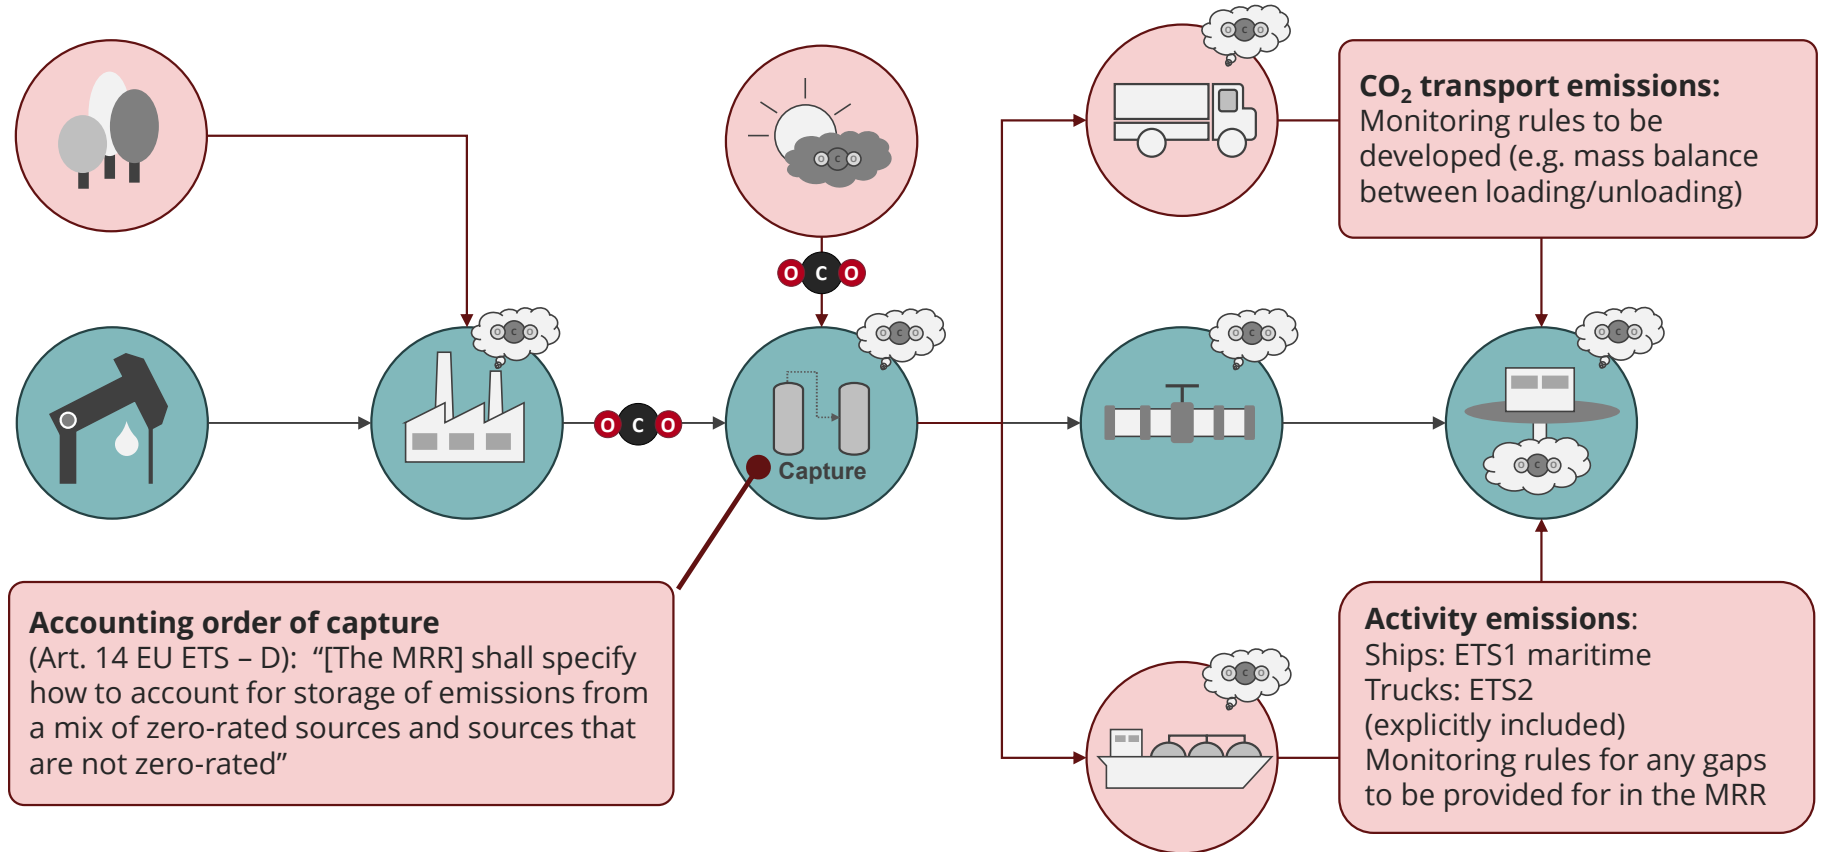 O C O
O C O
CO₂ transport emissions:
Monitoring rules to be
developed (e.g. mass balance
between loading/unloading)
O C O
O C O
O C O
O C O
O C O
O C O
O C O
Capture
O C O
Accounting order of capture
(Art. 14 EU ETS – D): “[The MRR] shall specify
how to account for storage of emissions from
a mix of zero-rated sources and sources that
are not zero-rated”
O C O
Activity emissions:
Ships: ETS1 maritime
Trucks: ETS2
(explicitly included)
Monitoring rules for any gaps
to be provided for in the MRR